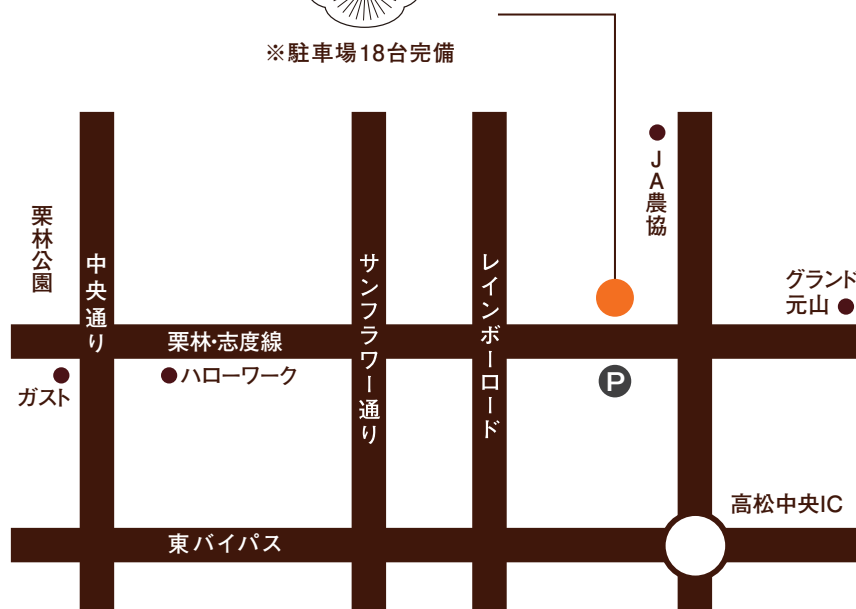 ※駐車場18台完備
JA農協
栗林公園
中央通り
サンフラワー通り
レインボーロード
グランド
元山
栗林・志度線
ガスト
ハローワーク
P
高松中央IC
東バイパス